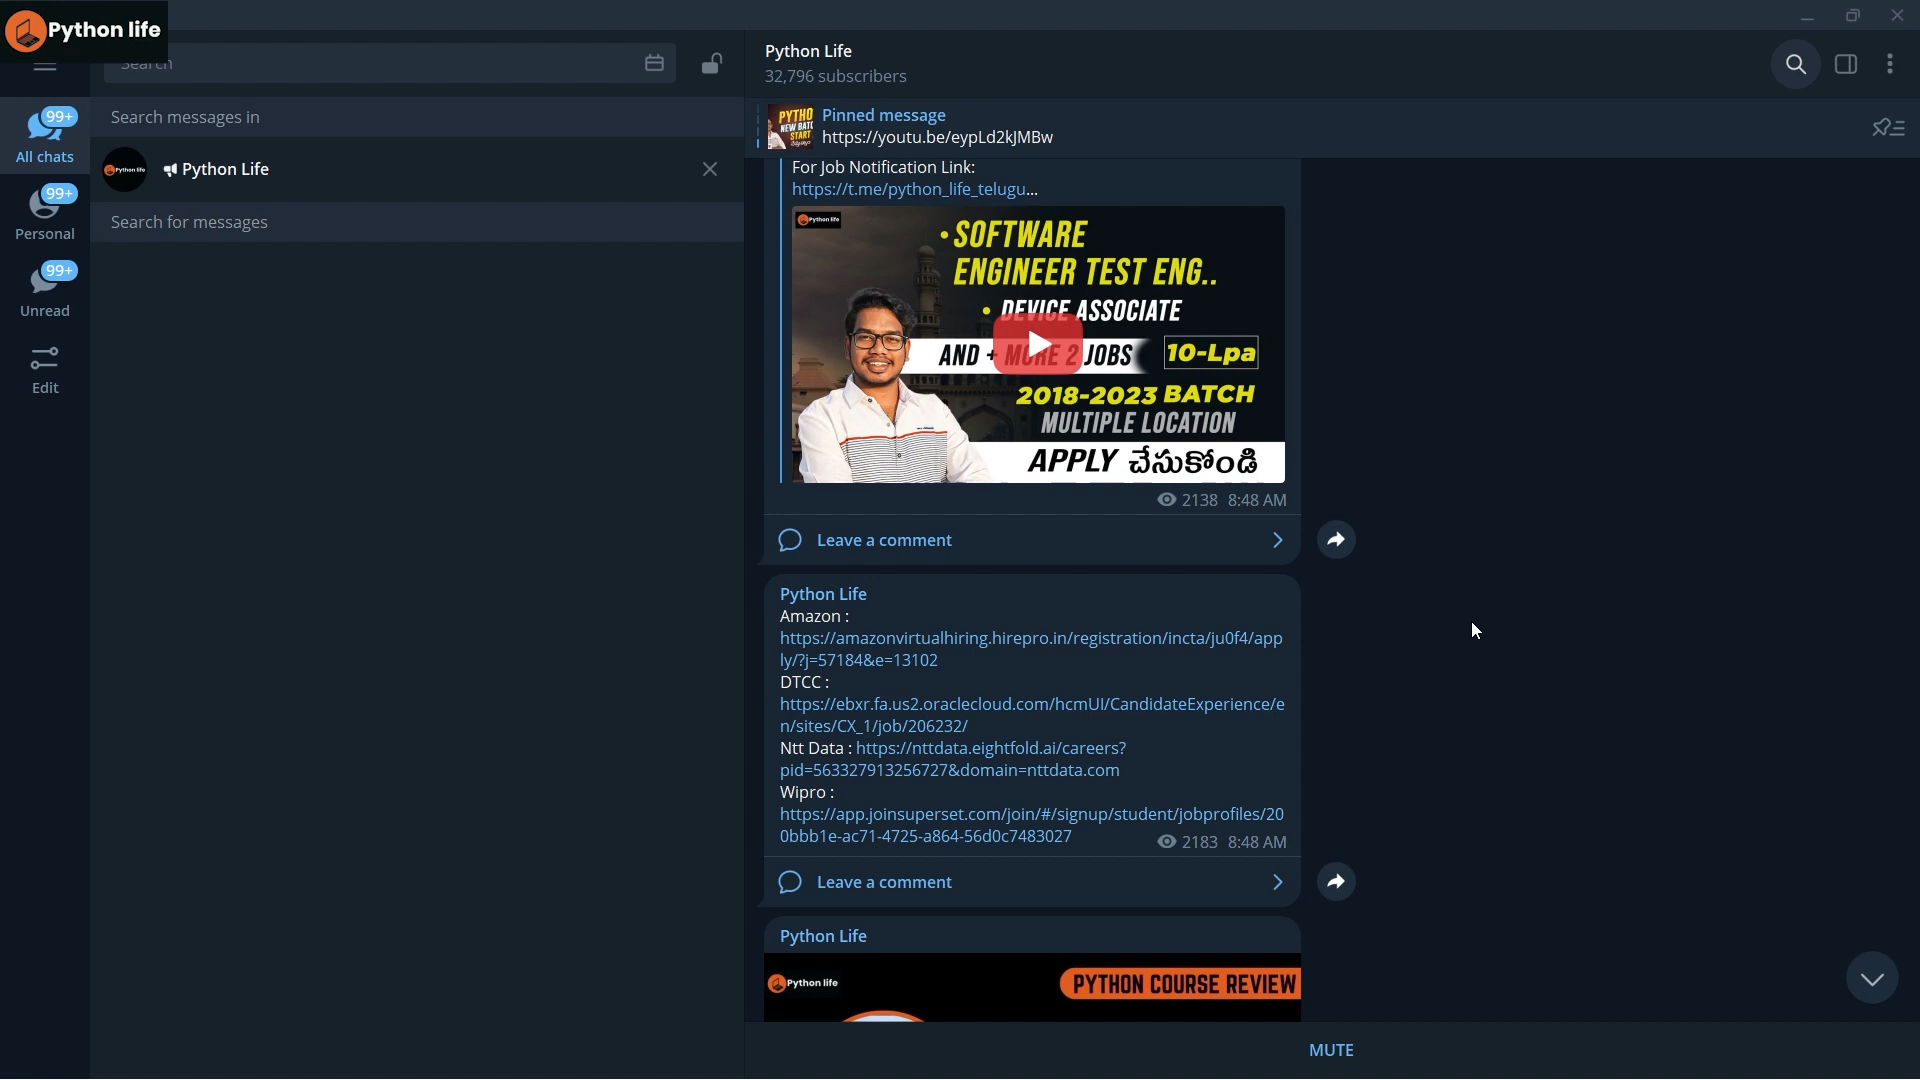 Python life
Search
Search messages in
Python Life
Search for messages
99+
All chats
99+
Personal
99+
Unread
Edit
Python Life
32,796 subscribers
PYTHO
NEW BATC
START
Pinned message
https://youtu.be/eypLd2kJMBw
For Job Notification Link:
https://t.me/python_life_telugu...
Python life
• SOFTWARE
ENGINEER TEST ENG..
• DEVICE ASSOCIATE
AND + MORE 2 JOBS
10-Lpa
2018-2023 BATCH
MULTIPLE LOCATION
APPLY చేసుకోండి
2138 8:48 AM
Leave a comment
Python Life
Amazon :
https://amazonvirtualhiring.hirepro.in/registration/incta/ju0f4/app
ly/?j=57184&e=13102
DTCC :
https://ebxr.fa.us2.oraclecloud.com/hcmUI/CandidateExperience/e
n/sites/CX_1/job/206232/
Ntt Data : https://nttdata.eightfold.ai/careers?
pid=563327913256727&domain=nttdata.com
Wipro :
https://app.joinsuperset.com/join/#/signup/student/jobprofiles/20
0bbb1e-ac71-4725-a864-56d0c7483027
2183 8:48 AM
Leave a comment
Python Life
Python life
PYTHON COURSE REVIEW
MUTE